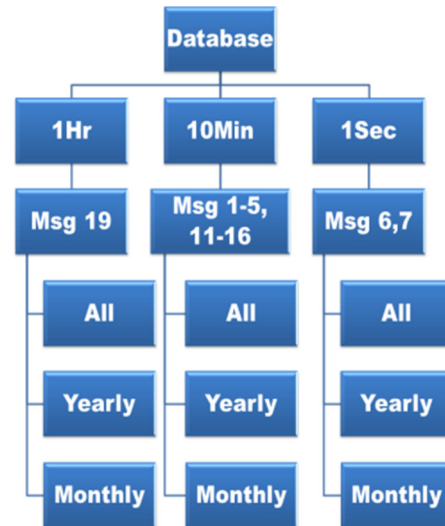 Database
1Hr
10Min
1Sec
Msg 19
Msg 1-5,
11-16
Msg 6,7
All
All
All
Yearly
Yearly
Yearly
Monthly
Monthly
Monthly